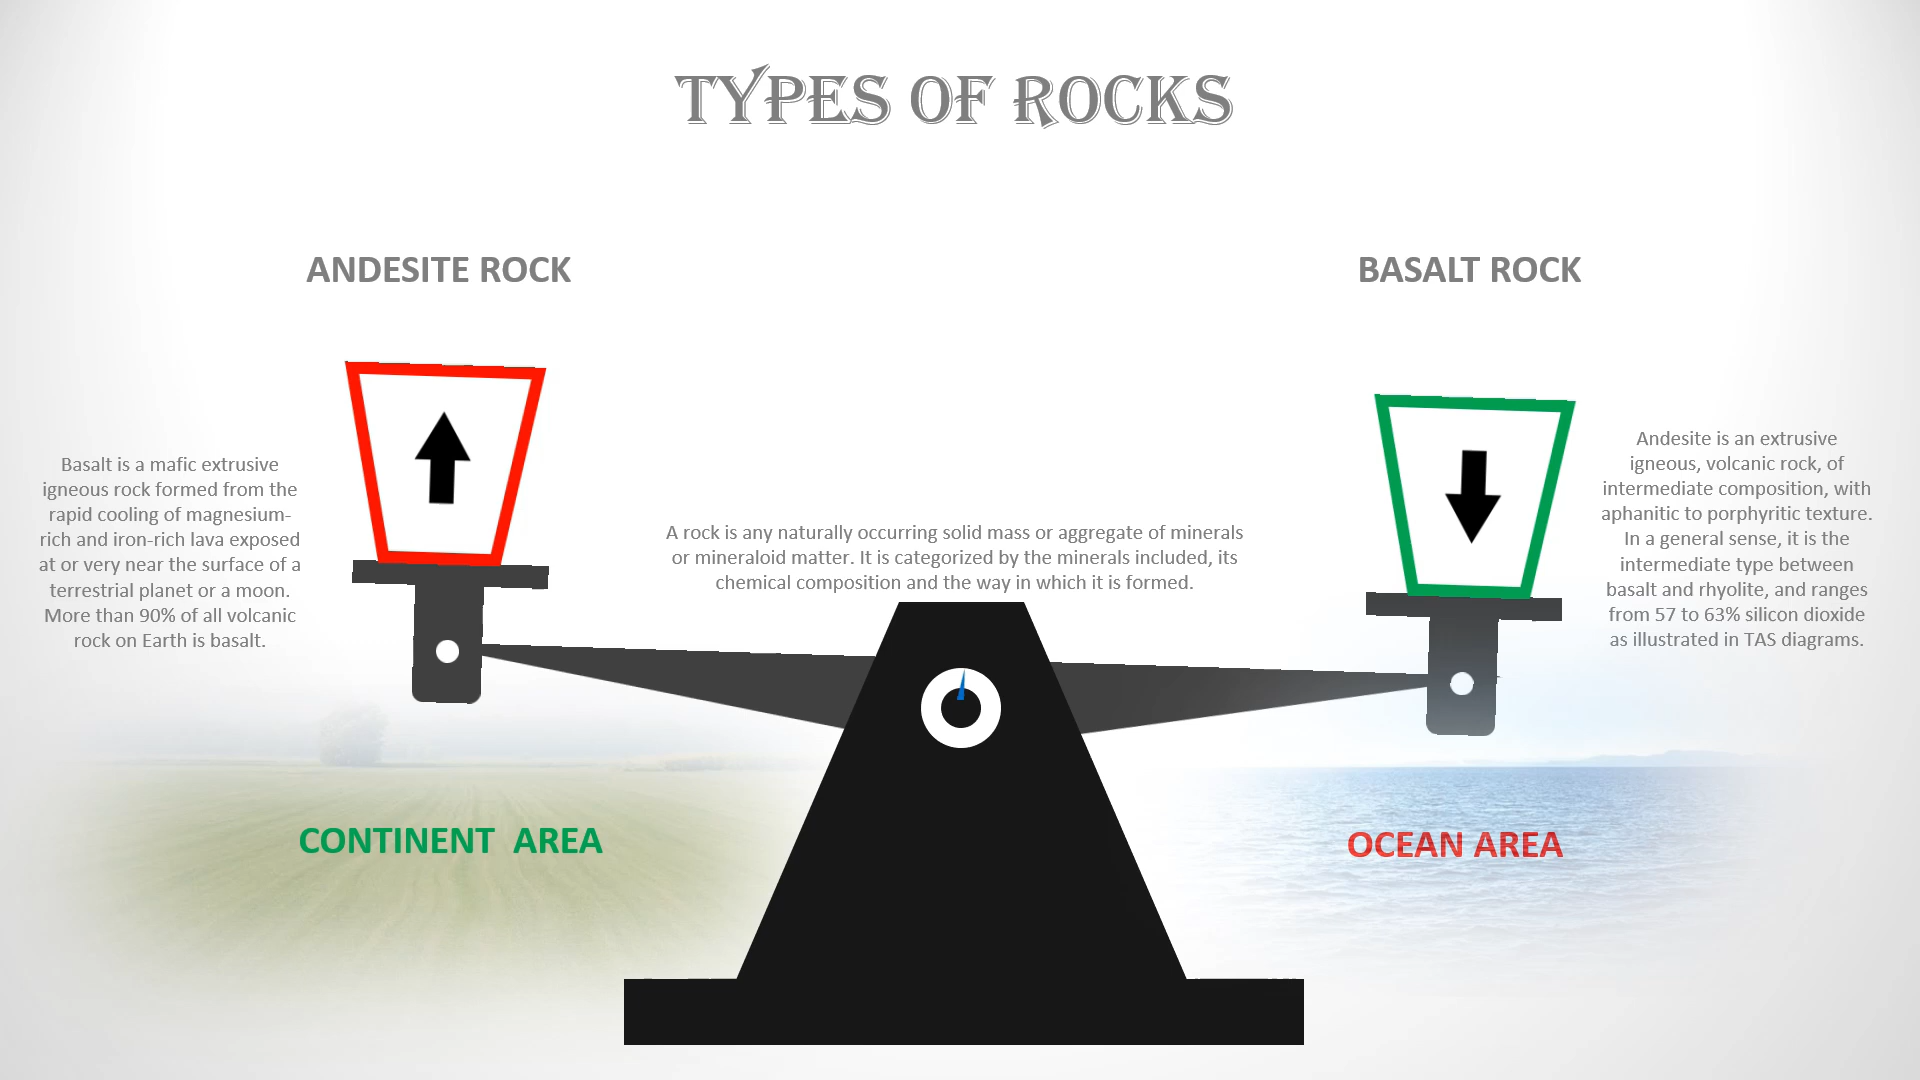 TYPES OF ROCKS
ANDESITE ROCK
BASALT ROCK
Basalt is a mafic extrusive
igneous rock formed from the
rapid cooling of magnesium-
rich and iron-rich lava exposed
at or very near the surface of a
terrestrial planet or a moon.
More than 90% of all volcanic
rock on Earth is basalt.
A rock is any naturally occurring solid mass or aggregate of minerals
or mineraloid matter. It is categorized by the minerals included, its
chemical composition and the way in which it is formed.
Andesite is an extrusive
igneous, volcanic rock, of
intermediate composition, with
aphanitic to porphyritic texture.
In a general sense, it is the
intermediate type between
basalt and rhyolite, and ranges
from 57 to 63% silicon dioxide
as illustrated in TAS diagrams.
CONTINENT  AREA
OCEAN AREA